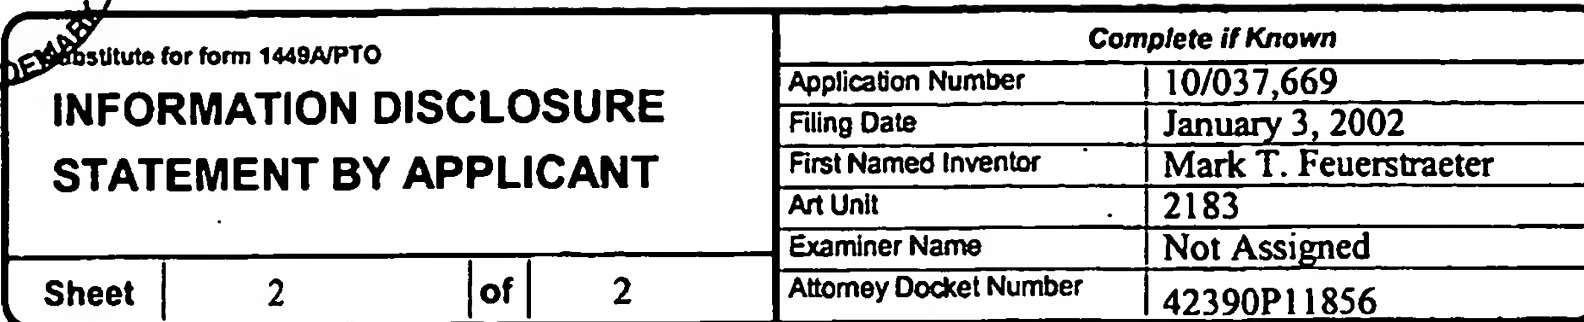 Substitute for form 1449A/PTO
INFORMATION DISCLOSURE
STATEMENT BY APPLICANT
Sheet 2 of 2
Complete if Known
Application Number 10/037,669
Filing Date January 3, 2002
First Named Inventor Mark T. Feuerstraeter
Art Unit 2183
Examiner Name Not Assigned
Attorney Docket Number 42390P11856